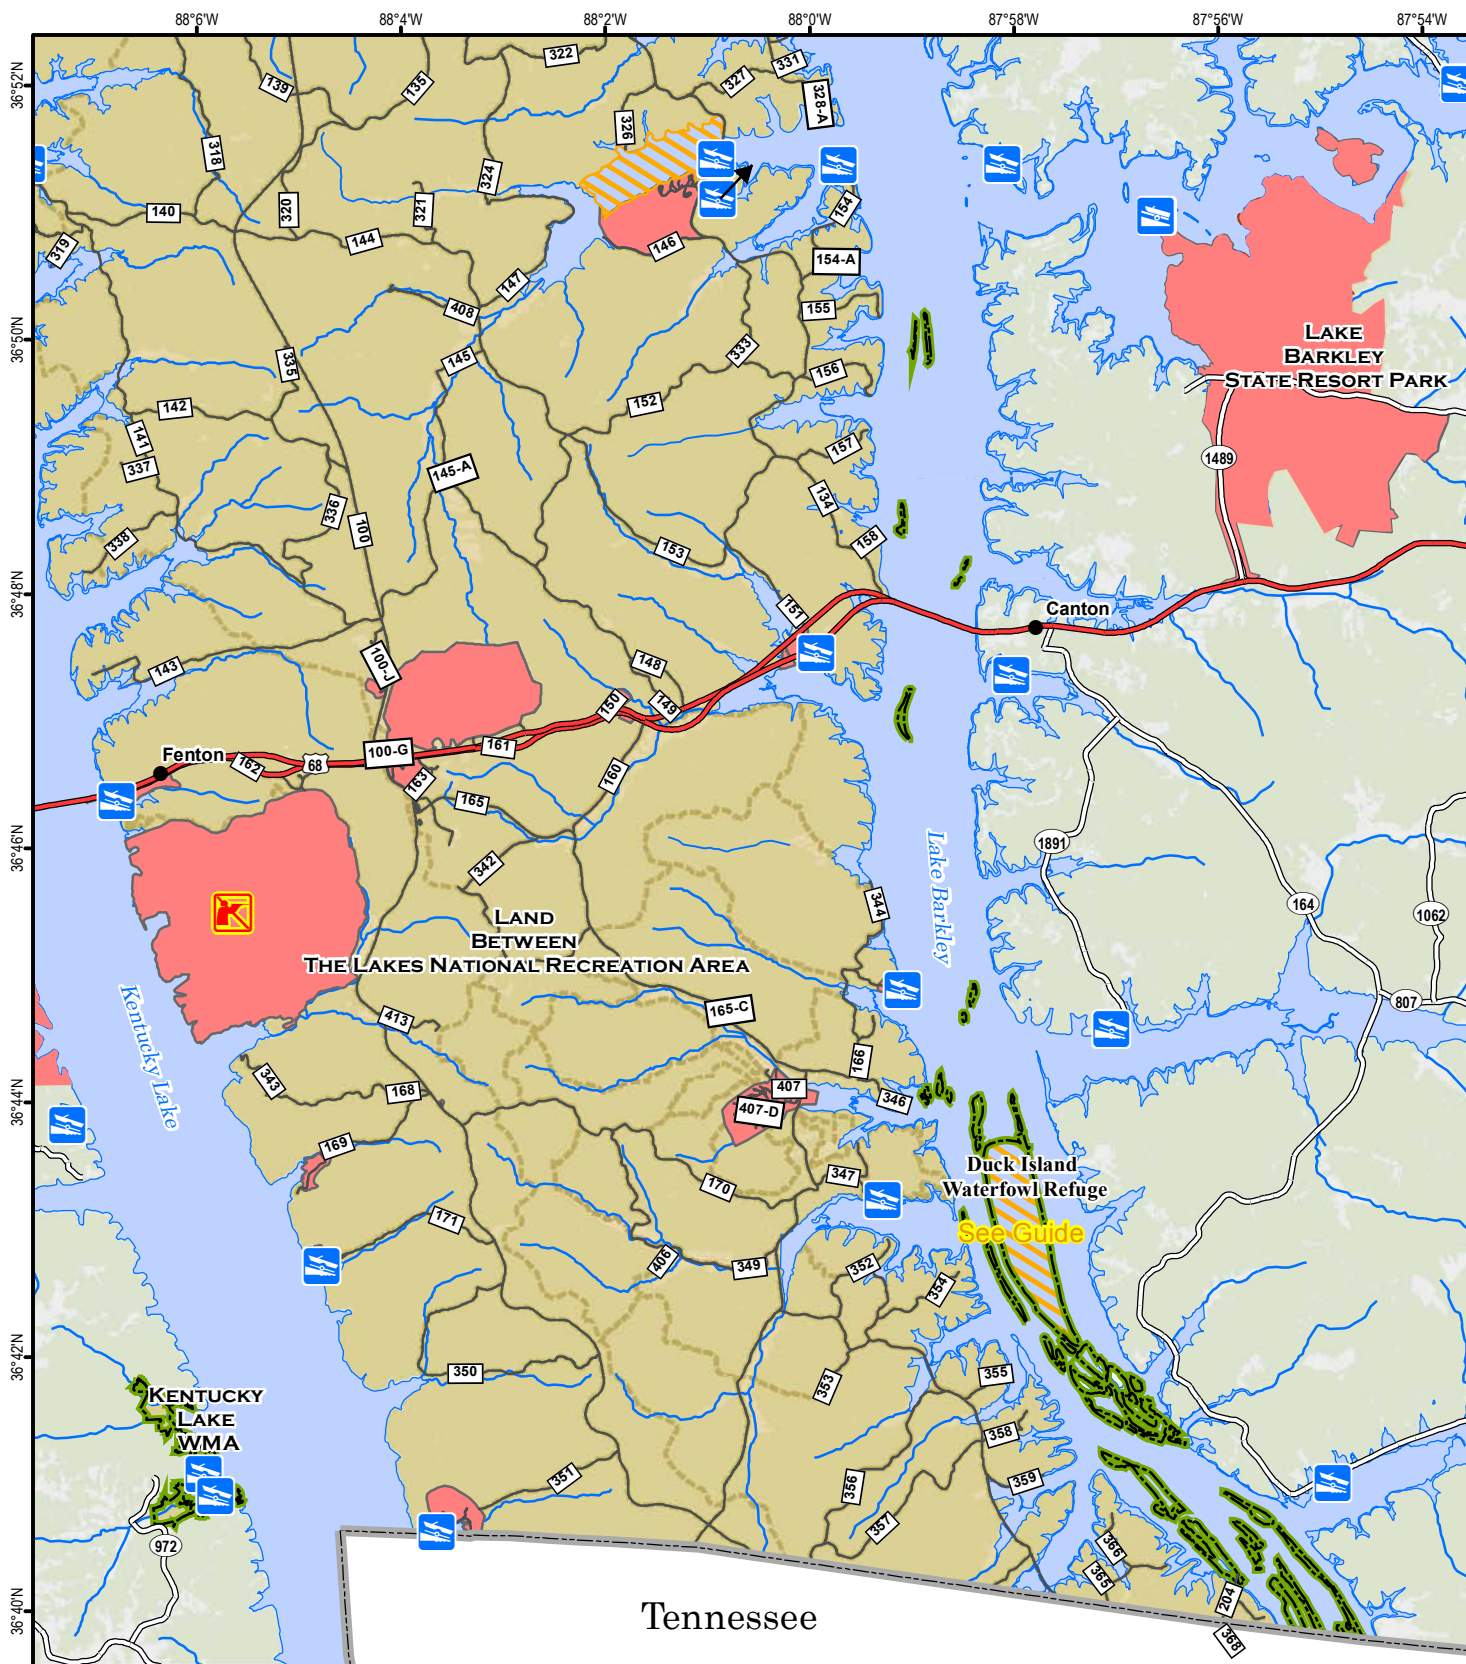 88°6'W
88°4'W
88°2'W
88°0'W
87°58'W
87°56'W
87°54'W
36°52'N
36°50'N
36°48'N
36°46'N
36°44'N
36°42'N
36°40'N
322
331
327
139
135
328-A
326
318
324
140
320
321
154
319
144
146
154-A
147
408
155
335
145
333
156
LAKE
BARKLEY
STATE RESORT PARK
142
152
141
337
145-A
157
1489
336
134
338
100
153
158
151
Canton
143
100-J
148
150
149
Fenton
162
68
100-G
161
163
160
165
342
1891
Lake Barkley
344
164
1062
LAND
BETWEEN
THE LAKES NATIONAL RECREATION AREA
Kentucky Lake
413
165-C
807
343
168
166
407
407-D
346
169
170
347
Duck Island
Waterfowl Refuge
171
See Guide
406
349
352
354
350
353
355
KENTUCKY
LAKE
WMA
358
351
356
359
357
972
366
365
204
368
Tennessee